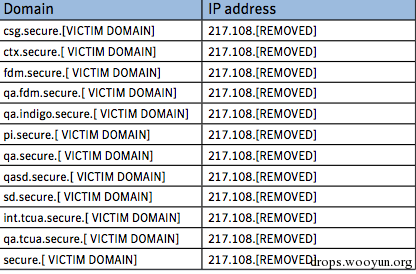 Domain IP address
csg.secure.[VICTIM DOMAIN] 217.108.[REMOVED]
ctx.secure.[ VICTIM DOMAIN] 217.108.[REMOVED]
fdm.secure.[ VICTIM DOMAIN] 217.108.[REMOVED]
qa.fdm.secure.[ VICTIM DOMAIN] 217.108.[REMOVED]
qa.indigo.secure.[ VICTIM DOMAIN] 217.108.[REMOVED]
pi.secure.[ VICTIM DOMAIN] 217.108.[REMOVED]
qa.secure.[ VICTIM DOMAIN] 217.108.[REMOVED]
qasd.secure.[ VICTIM DOMAIN] 217.108.[REMOVED]
sd.secure.[ VICTIM DOMAIN] 217.108.[REMOVED]
int.tcua.secure.[ VICTIM DOMAIN] 217.108.[REMOVED]
qa.tcua.secure.[ VICTIM DOMAIN] 217.108.[REMOVED]
secure.[ VICTIM DOMAIN] 217.108.[REMOVED]
drops.wooyun.org